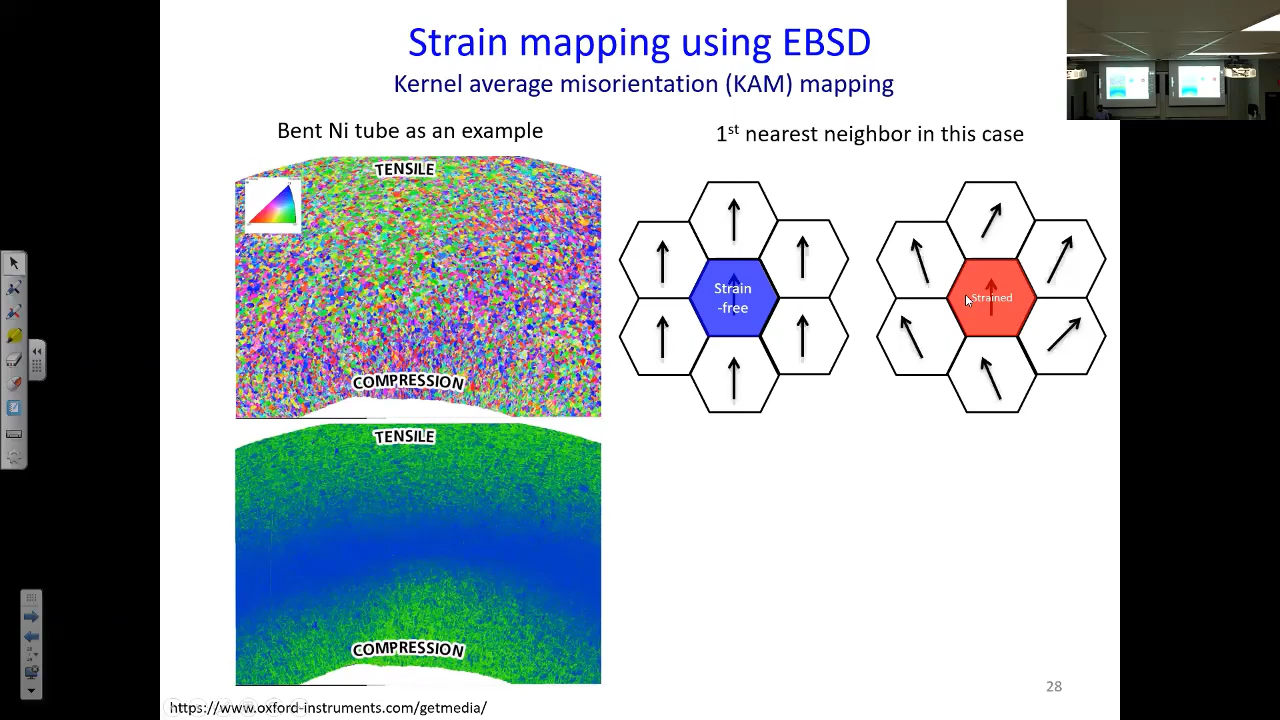 Strain mapping using EBSD
Kernel average misorientation (KAM) mapping
Bent Ni tube as an example
1st nearest neighbor in this case
TENSILE
COMPRESSION
Strain
-free
Strained
TENSILE
COMPRESSION
28
https://www.oxford-instruments.com/getmedia/